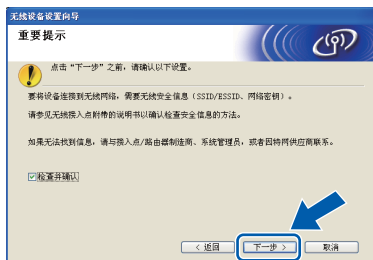 无线设备设置向导
重要提示
点击“下一步”之前，请确认以下设置。
要将设备连接到无线网络，需要无线安全信息（SSID/ESSID、网络密钥）。
请参见无线接入点附带的说明书以确认检查安全信息的方法。
如果无法找到信息，请与接入点/路由器制造商、系统管理员，或者因特网供应商联系。
检查并确认
< 返回
下一步 >
取消